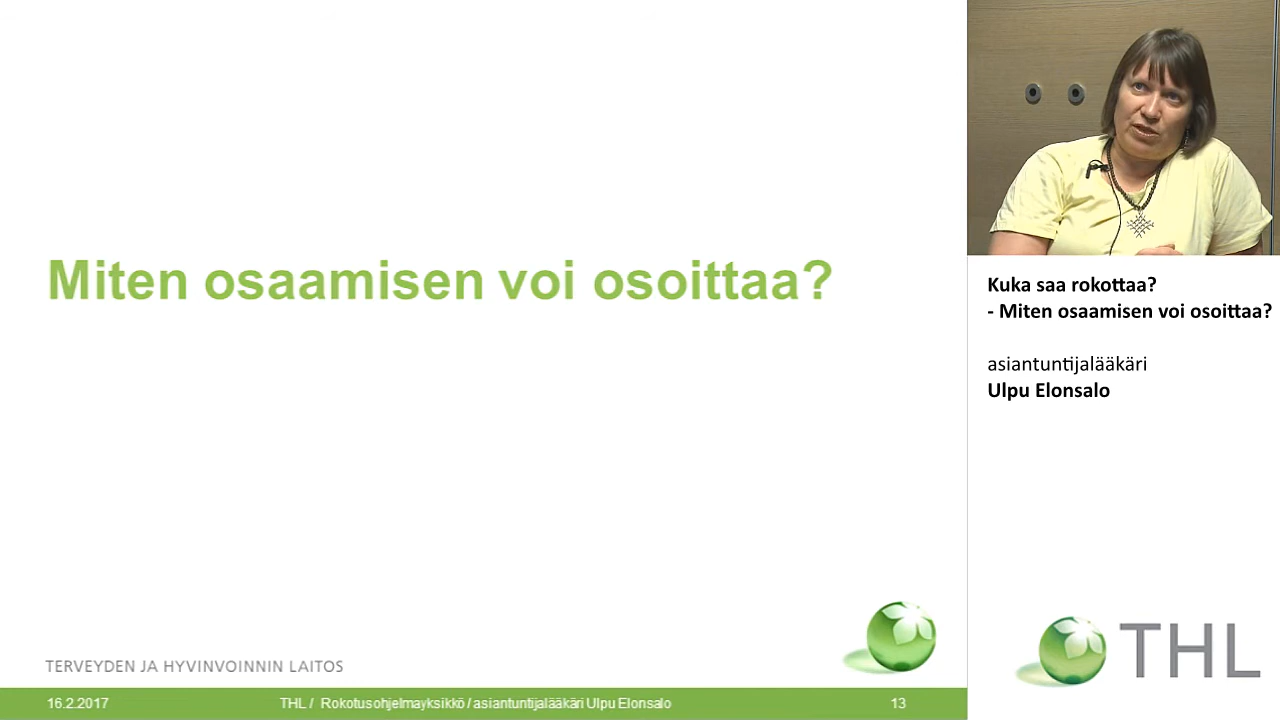 Miten osaamisen voi osoittaa?
TERVEYDEN JA HYVINVOINNIN LAITOS
16.2.2017
THL / Rokotusohjelmayksikkö / asiantuntijalääkäri Ulpu Elonsalo
13
Kuka saa rokottaa?
- Miten osaamisen voi osoittaa?
asiantuntijalääkäri
Ulpu Elonsalo
THL